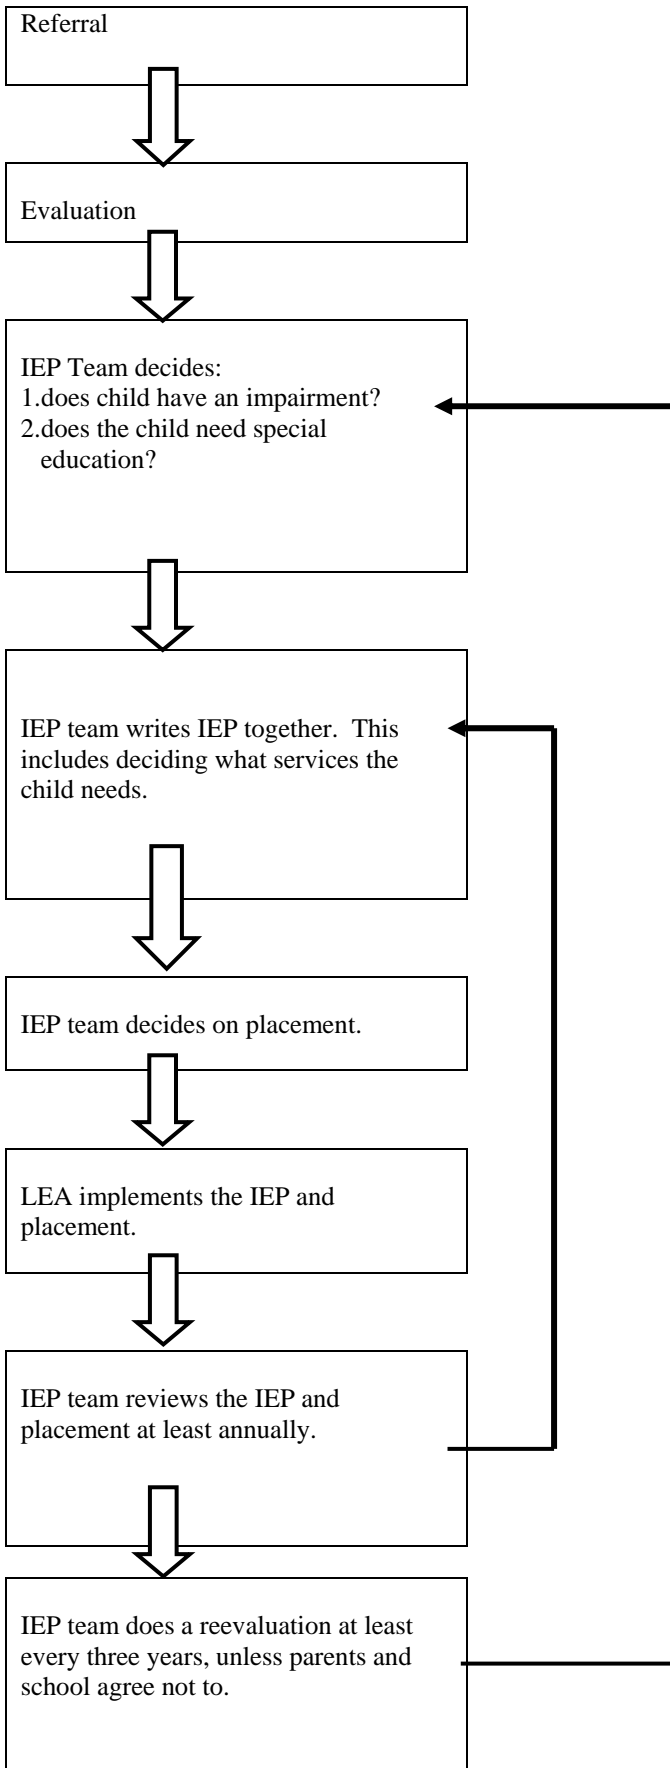 Referral
Evaluation
IEP Team decides:
1.does child have an impairment?
2.does the child need special
education?
IEP team writes IEP together.  This
includes deciding what services the
child needs.
IEP team decides on placement.
LEA implements the IEP and
placement.
IEP team reviews the IEP and
placement at least annually.
IEP team does a reevaluation at least
every three years, unless parents and
school agree not to.